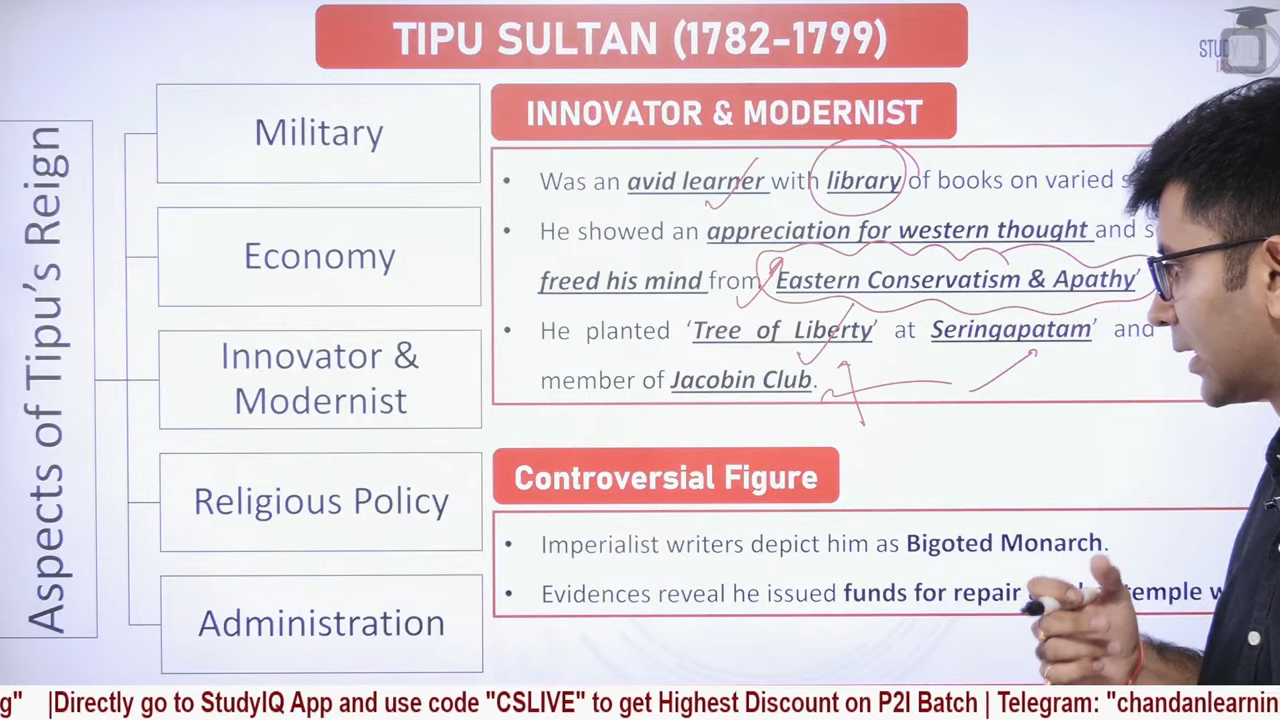 TIPU SULTAN (1782-1799)
STUDY
Aspects of Tipu's Reign
Military
Economy
Innovator &
Modernist
Religious Policy
Administration
INNOVATOR & MODERNIST
• Was an avid learner with library of books on varied
• He showed an appreciation for western thought and
freed his mind from 'Eastern Conservatism & Apathy'
• He planted 'Tree of Liberty' at Seringapatam' and
member of Jacobin Club.
Controversial Figure
• Imperialist writers depict him as Bigoted Monarch.
• Evidences reveal he issued funds for repair temple
g" |Directly go to StudyIQ App and use code "CSLIVE" to get Highest Discount on P2I Batch | Telegram: "chandanlearnin